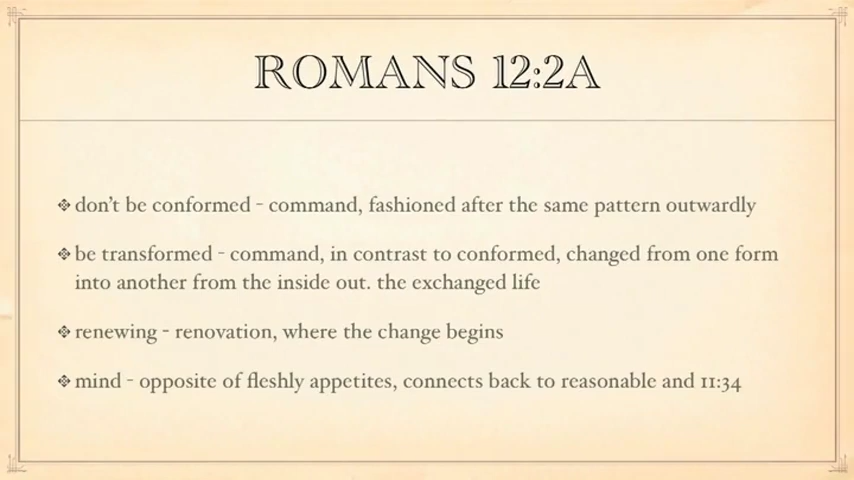 ROMANS 12:2A
don't be conformed - command, fashioned after the same pattern outwardly
be transformed - command, in contrast to conformed, changed from one form
into another from the inside out. the exchanged life
renewing - renovation, where the change begins
mind - opposite of fleshly appetites, connects back to reasonable and 11:34